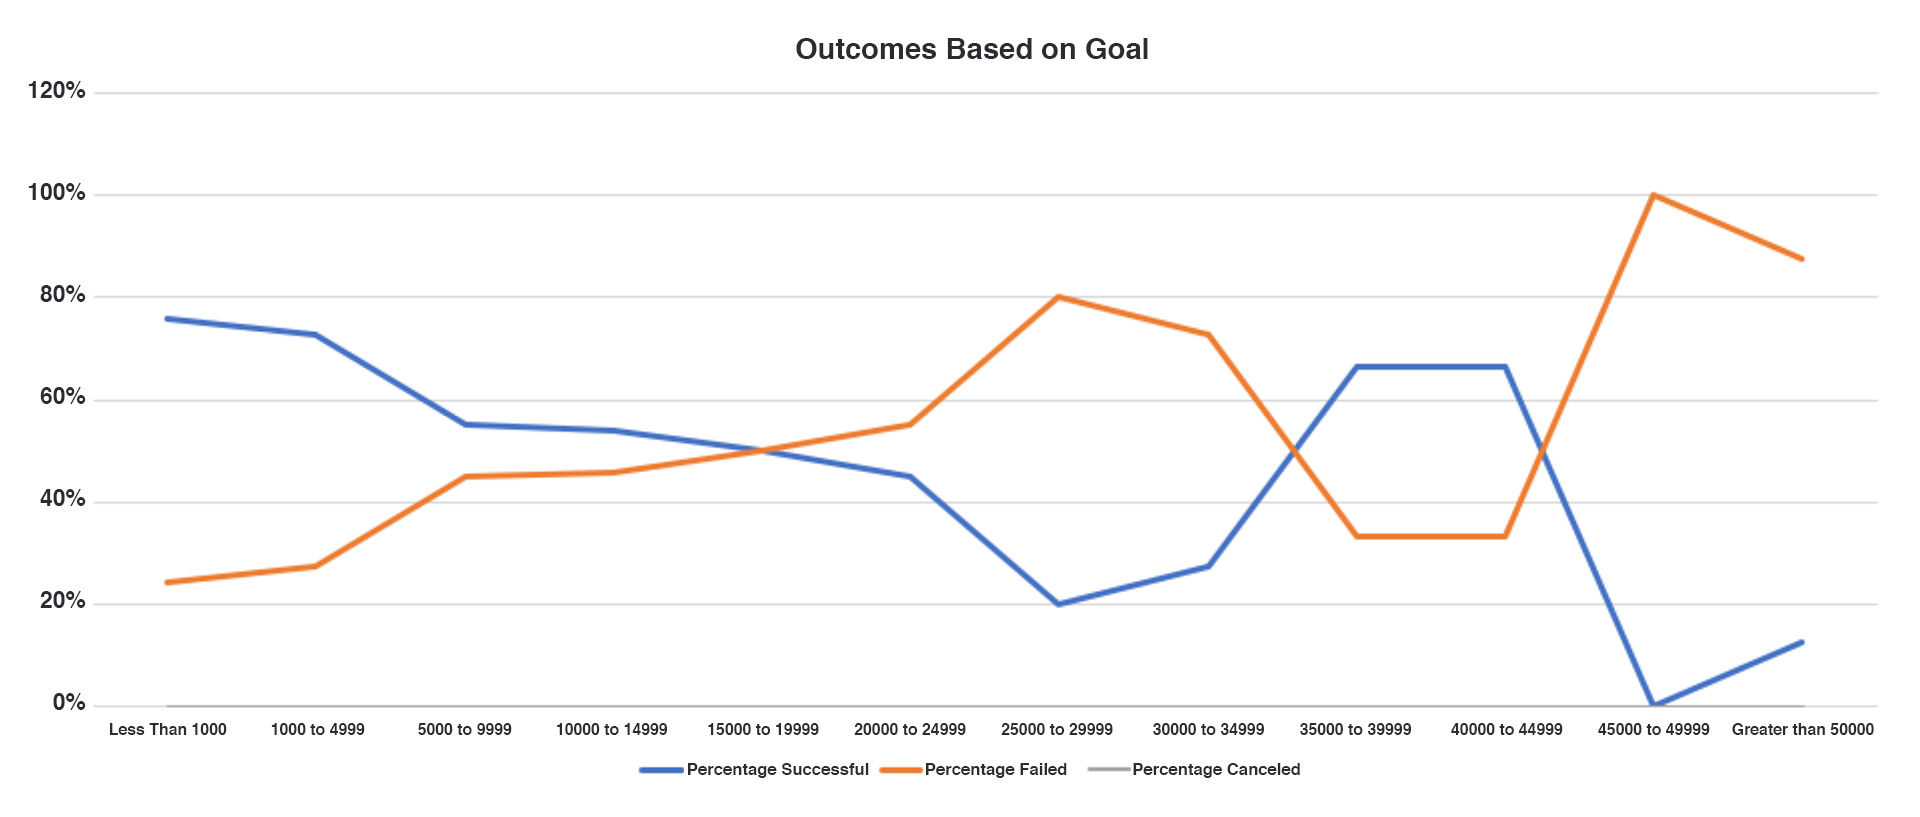 Outcomes Based on Goal
120%
100%
80%
60%
40%
20%
0%
Less Than 1000 1000 to 4999 5000 to 9999 10000 to 14999 15000 to 19999 20000 to 24999 25000 to 29999 30000 to 34999 35000 to 39999 40000 to 44999 45000 to 49999 Greater than 50000
Percentage Successful Percentage Failed Percentage Canceled